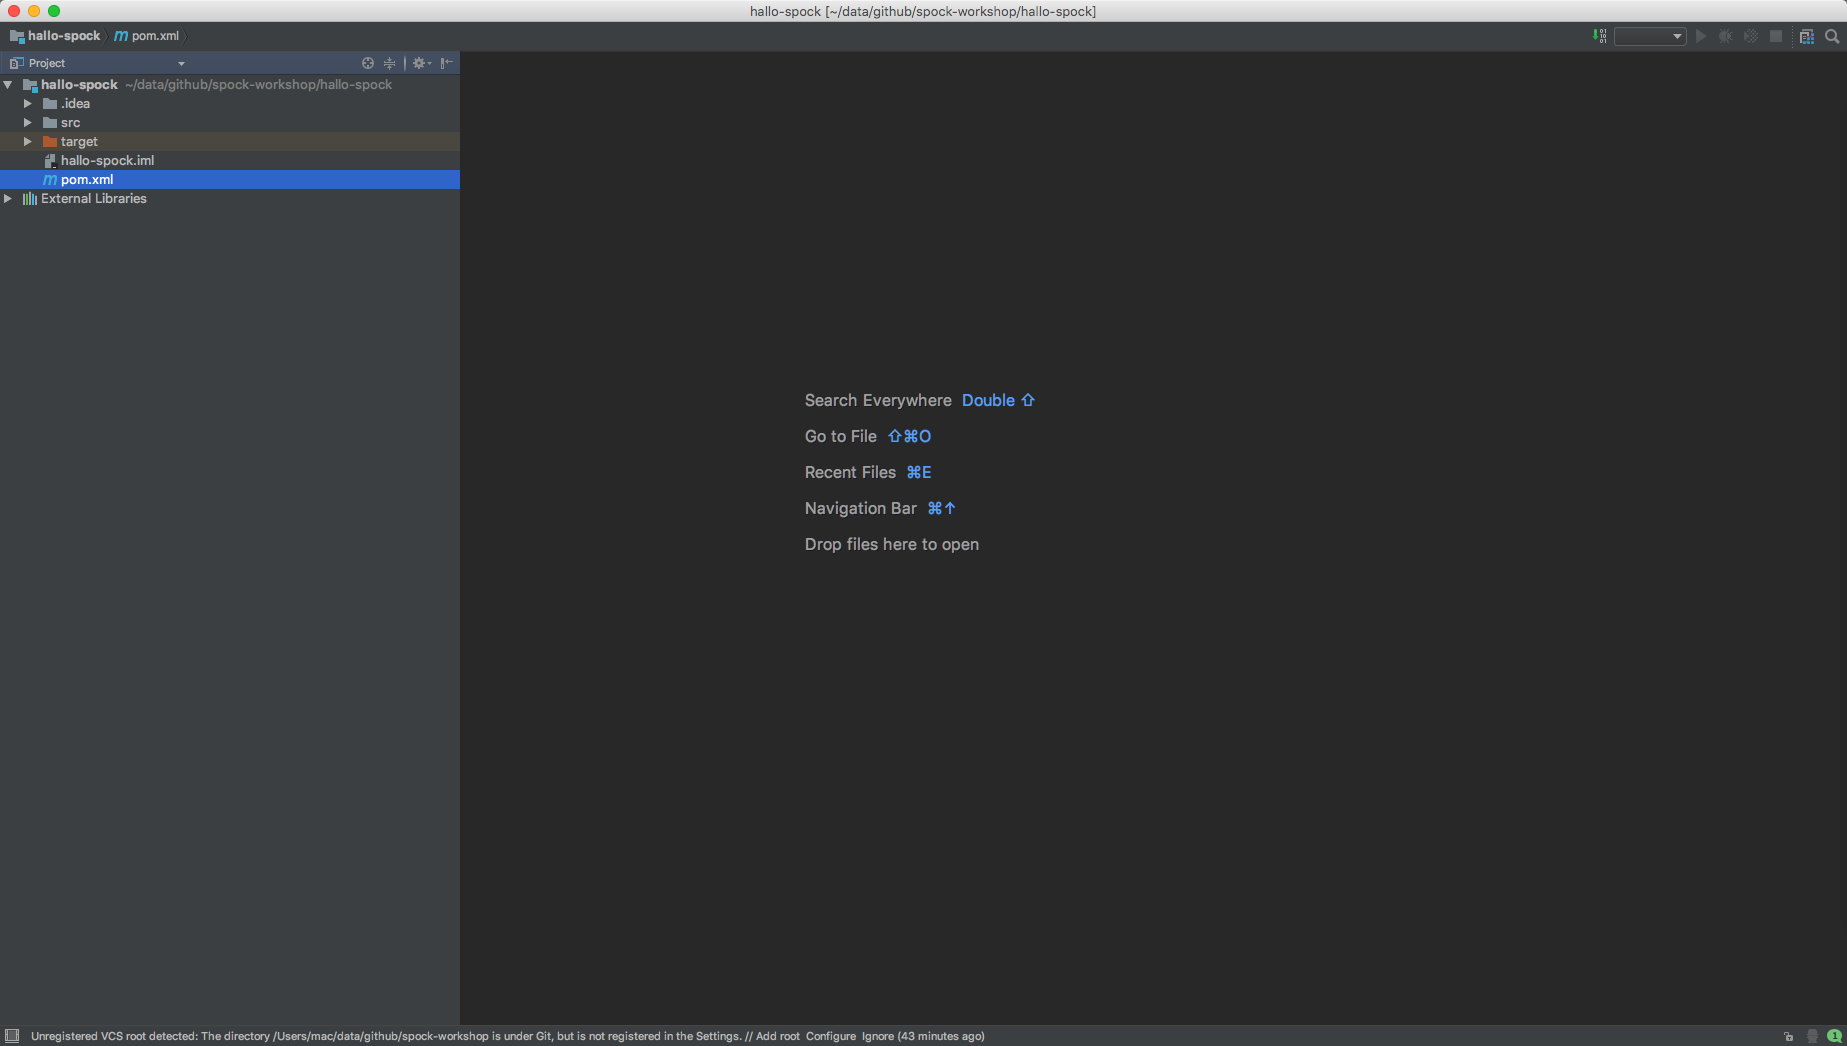 hallo-spock [~/data/github/spock-workshop/hallo-spock]
hallo-spock pom.xml
Project
hallo-spock ~/data/github/spock-workshop/hallo-spock
.idea
src
target
hallo-spock.iml
pom.xml
External Libraries
Search Everywhere Double ⇧
Go to File ⇧⌘O
Recent Files ⌘E
Navigation Bar ⌘↑
Drop files here to open
Unregistered VCS root detected: The directory /Users/mac/data/github/spock-workshop is under Git, but is not registered in the Settings. // Add root Configure Ignore (43 minutes ago)
1